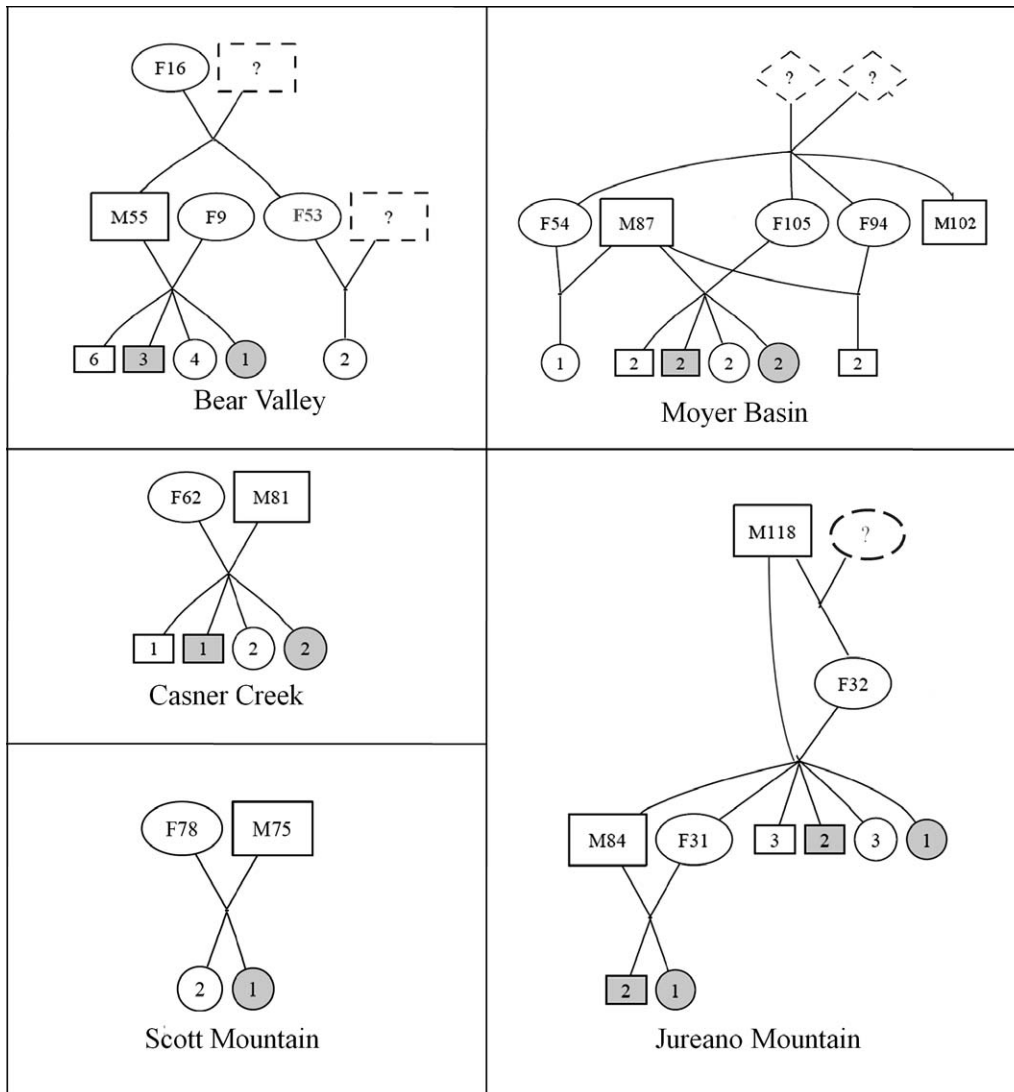 F16 ?
M55 F9 F53 ?
6 3 4 1 2
Bear Valley
? ?
F54 M87 F105 F94 M102
1 2 2 2 2 2
Moyer Basin
F62 M81
1 1 2 2
Casner Creek
F78 M75
2 1
Scott Mountain
M118 ?
F32
M84 F31 3 2 3 1
2 1
Jureano Mountain